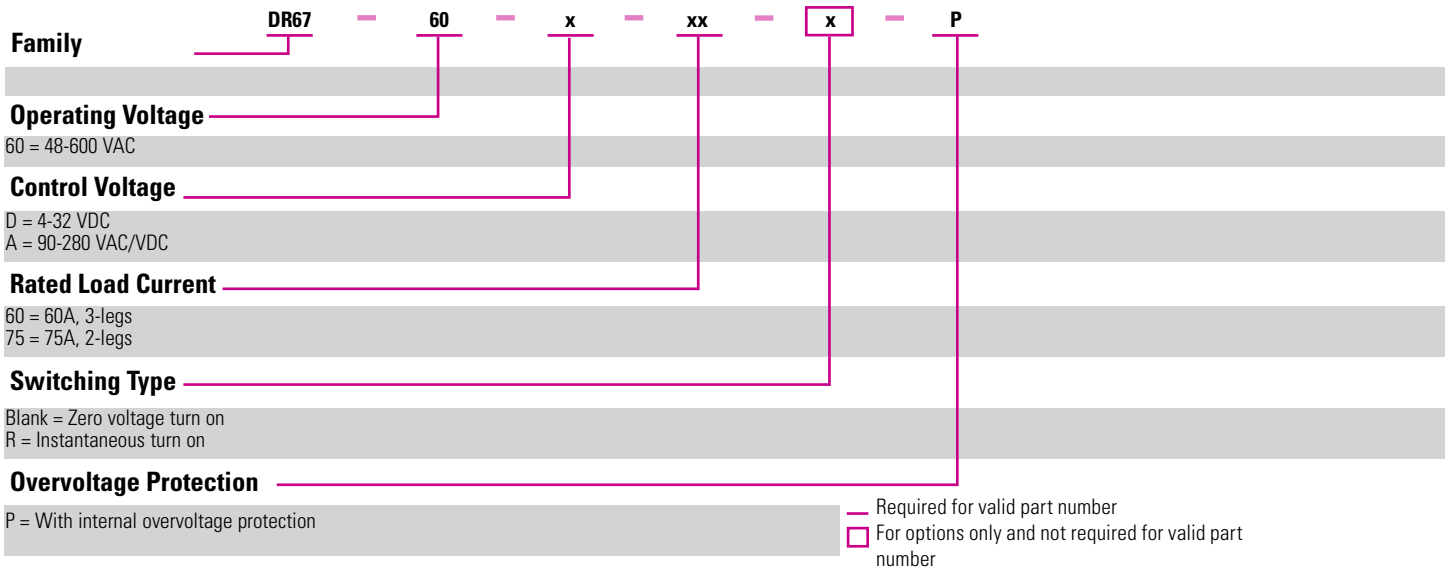 DR67 – 60 – x – xx – x – P
Family
Operating Voltage
60 = 48-600 VAC
Control Voltage
D = 4-32 VDC
A = 90-280 VAC/VDC
Rated Load Current
60 = 60A, 3-legs
75 = 75A, 2-legs
Switching Type
Blank = Zero voltage turn on
R = Instantaneous turn on
Overvoltage Protection
P = With internal overvoltage protection
Required for valid part number
For options only and not required for valid part
number